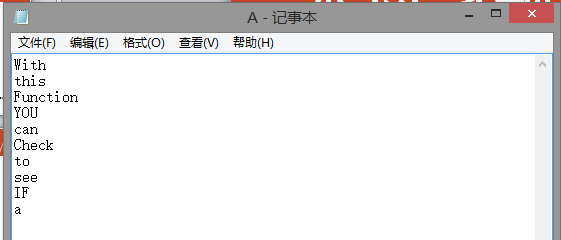 A - 记事本
文件(F) 编辑(E) 格式(O) 查看(V) 帮助(H)
With
this
Function
YOU
can
Check
to
see
IF
a